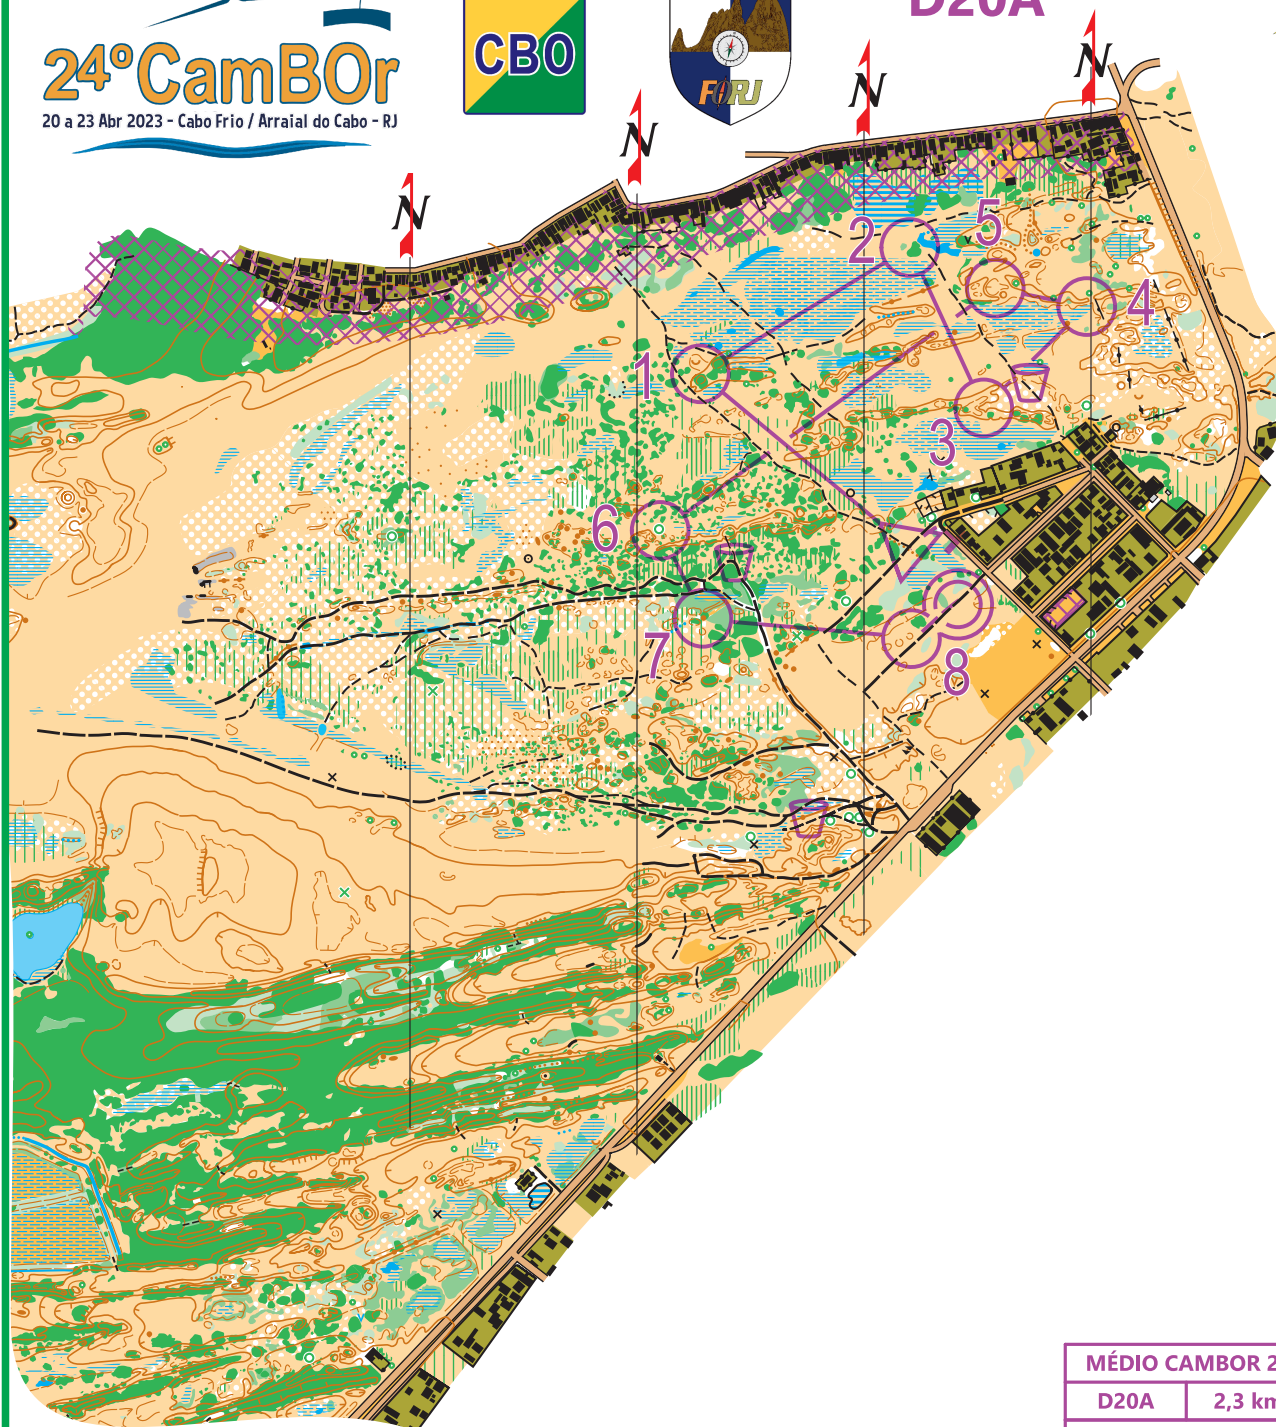 D20A
24ºCamBOr
20 a 23 Abr 2023 - Cabo Frio / Arraial do Cabo - RJ
CBO
FORJ
N
N
N
N
1
2
3
4
5
6
7
8
MÉDIO CAMBOR 2
D20A
2,3 km